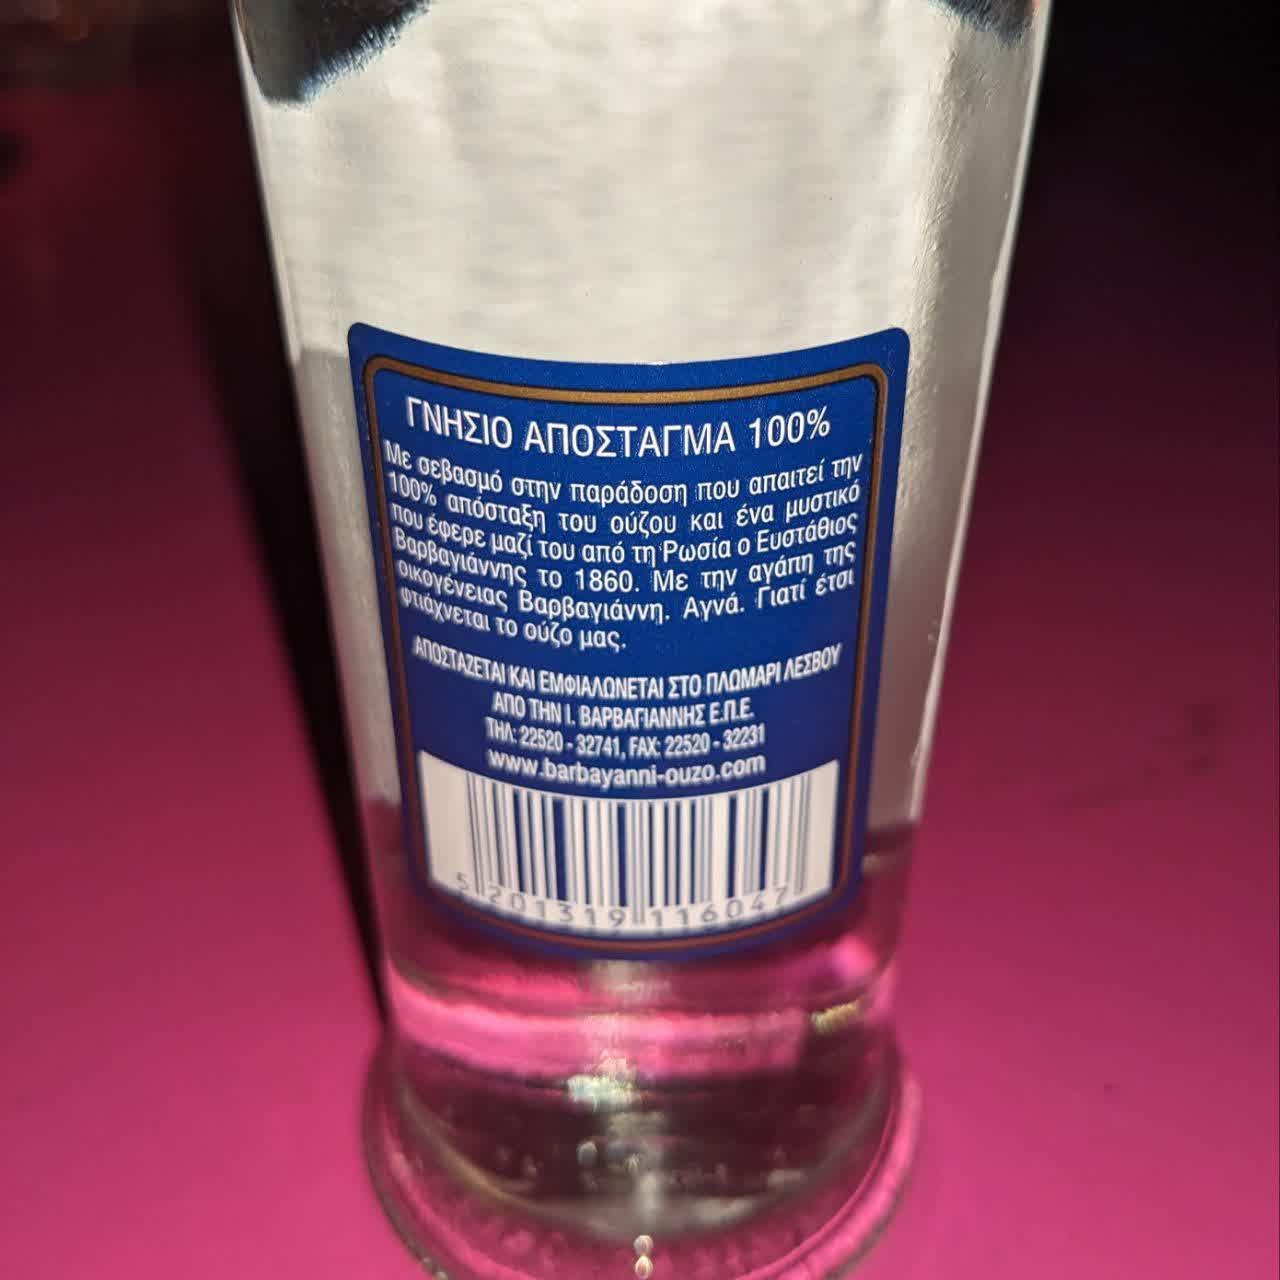 ΓΝΗΣΙΟ ΑΠΟΣΤΑΓΜΑ 100%
Με σεβασμό στην παράδοση που απαιτεί την
100% απόσταξη του ούζου και ένα μυστικό
που έφερε μαζί του από τη Ρωσία ο Ευστάθιος
Βαρβαγιάννης το 1860. Με την αγάπη της
οικογένειας Βαρβαγιάννη. Αγνά. Γιατί έτσι
φτιάχνεται το ούζο μας.
ΑΠΟΣΤΑΖΕΤΑΙ ΚΑΙ ΕΜΦΙΑΛΩΝΕΤΑΙ ΣΤΟ ΠΛΩΜΑΡΙ ΛΕΣΒΟΥ
ΑΠΟ ΤΗΝ Ι. ΒΑΡΒΑΓΙΑΝΝΗΣ Ε.Π.Ε.
ΤΗΛ: 22520 - 32741, FAX: 22520 - 32231
www.barbayanni-ouzo.com
5 201319 116047